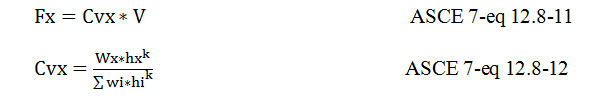 Fx = Cvx * V ASCE 7-eq 12.8-11
Cvx = Wx*hx^k / ∑ wi*hi^k ASCE 7-eq 12.8-12